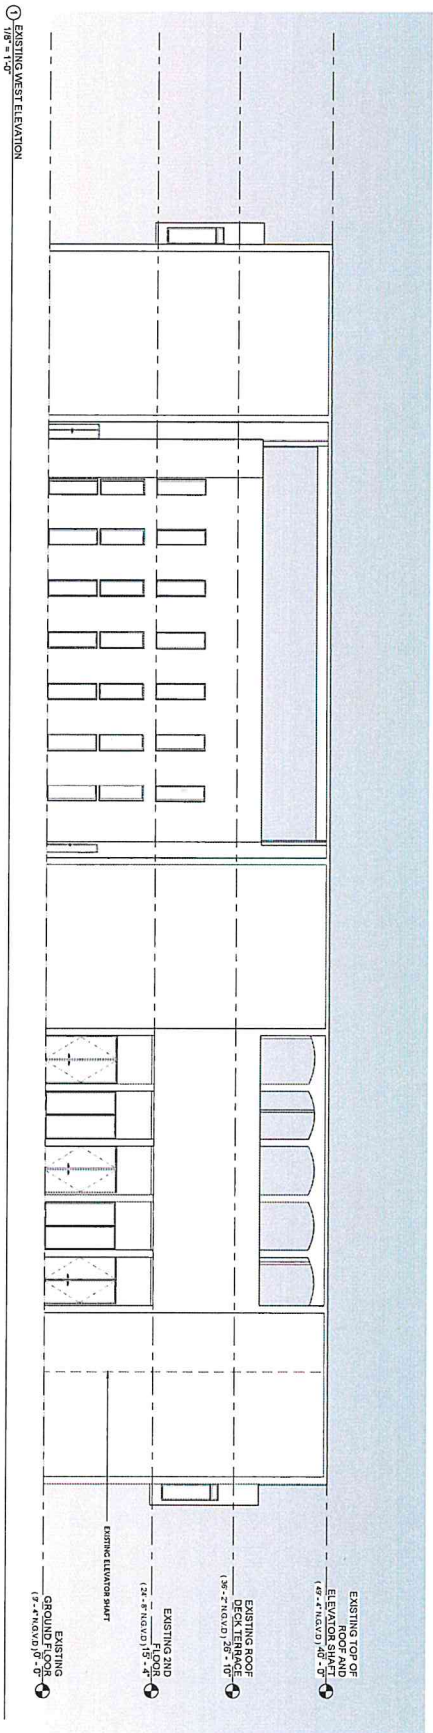 1
EXISTING WEST ELEVATION
1/8" = 1'-0"
EXISTING TOP OF
ROOF AND
ELEVATOR SHAFT
( 49'-4" N.G.V.D ) 40' - 0"
EXISTING ROOF
DECK TERRACE
( 36'- 2" N.G.V.D ) 26' - 10"
EXISTING 2ND
FLOOR
( 24' - 8" N.G.V.D ) 15' - 4"
EXISTING ELEVATOR SHAFT
EXISTING
GROUND FLOOR
( 9'- 4" N.G.V.D ) 0' - 0"